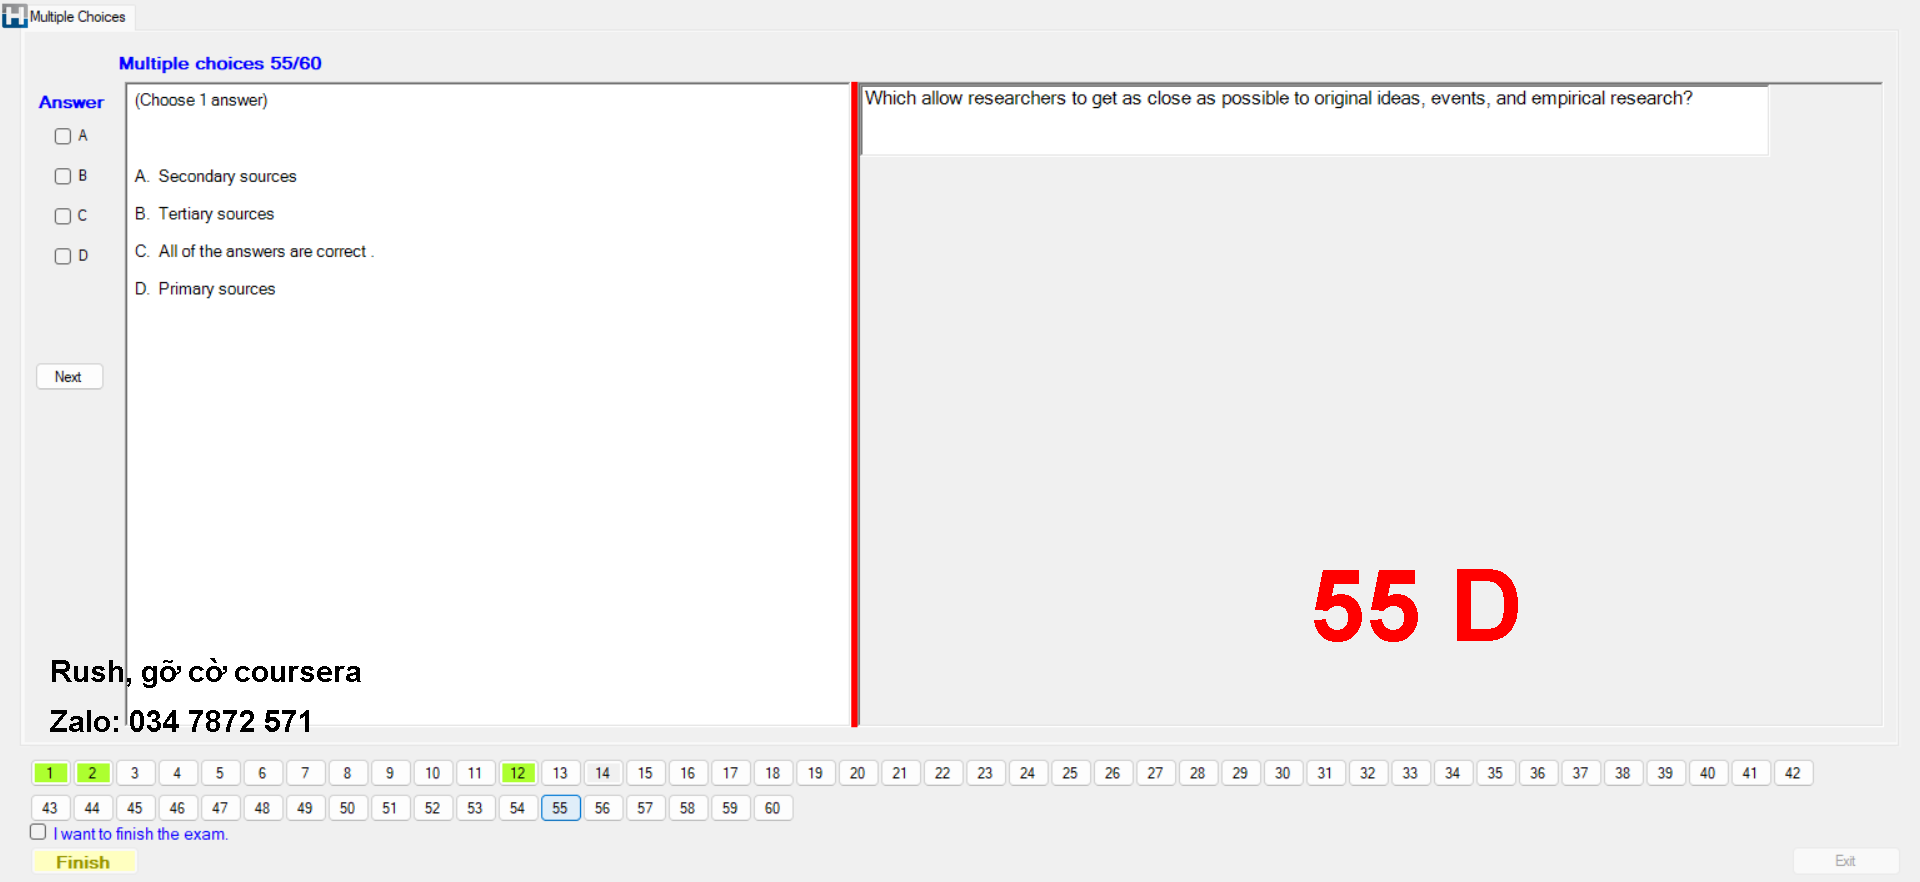 Multiple Choices
Multiple choices 55/60
Answer
A
B
C
D
Next
(Choose 1 answer)
A. Secondary sources
B. Tertiary sources
C. All of the answers are correct .
D. Primary sources
Which allow researchers to get as close as possible to original ideas, events, and empirical research?
55 D
Rush, gỡ cờ coursera
Zalo: 034 7872 571
1 2 3 4 5 6 7 8 9 10 11 12 13 14 15 16 17 18 19 20 21 22 23 24 25 26 27 28 29 30 31 32 33 34 35 36 37 38 39 40 41 42
43 44 45 46 47 48 49 50 51 52 53 54 55 56 57 58 59 60
I want to finish the exam.
Finish
Exit